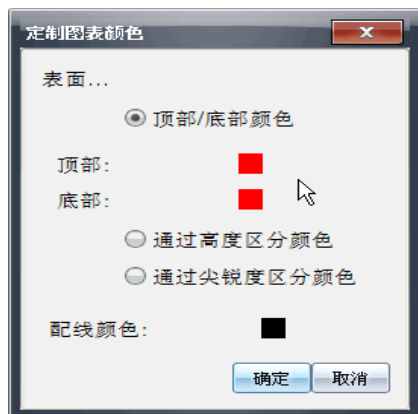 定制图表颜色
表面...
顶部/底部颜色
顶部:
底部:
通过高度区分颜色
通过尖锐度区分颜色
配线颜色:
确定 取消